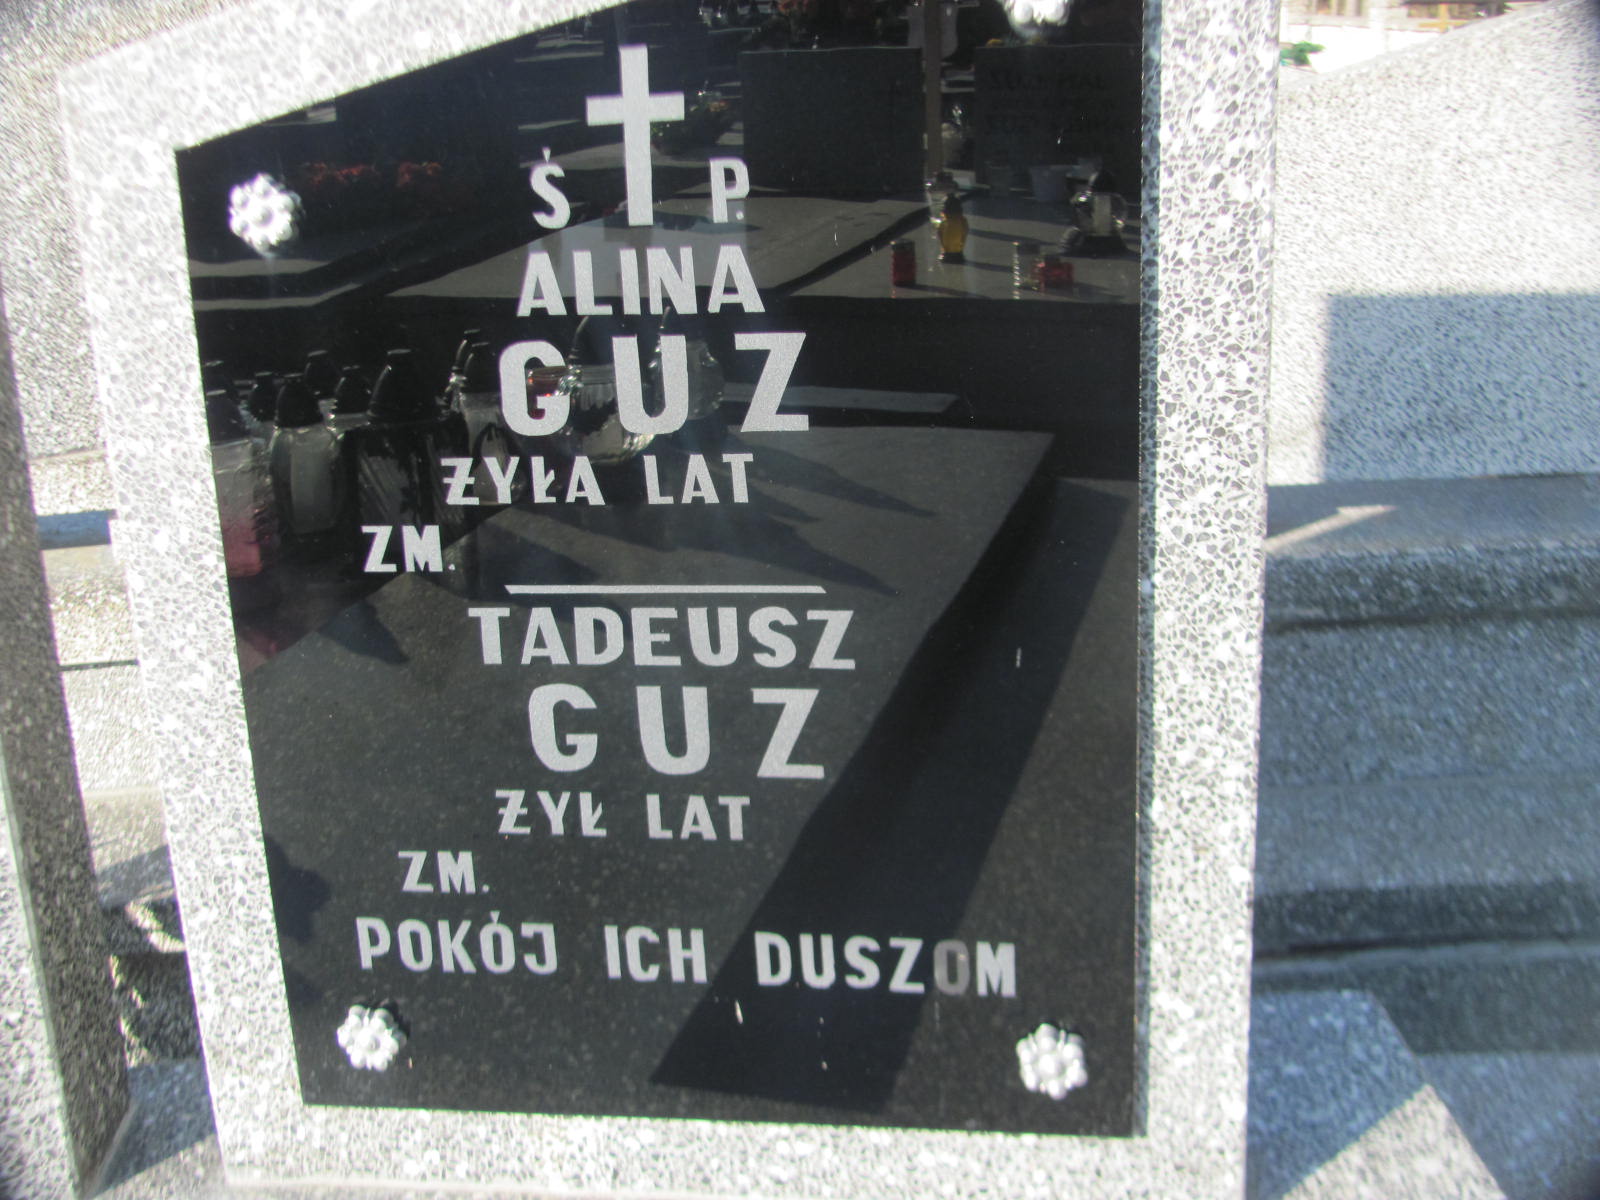 Ś P.
ALINA
GUZ
ŻYŁA LAT
ZM.
TADEUSZ
GUZ
ŻYŁ LAT
ZM.
POKÓJ ICH DUSZOM